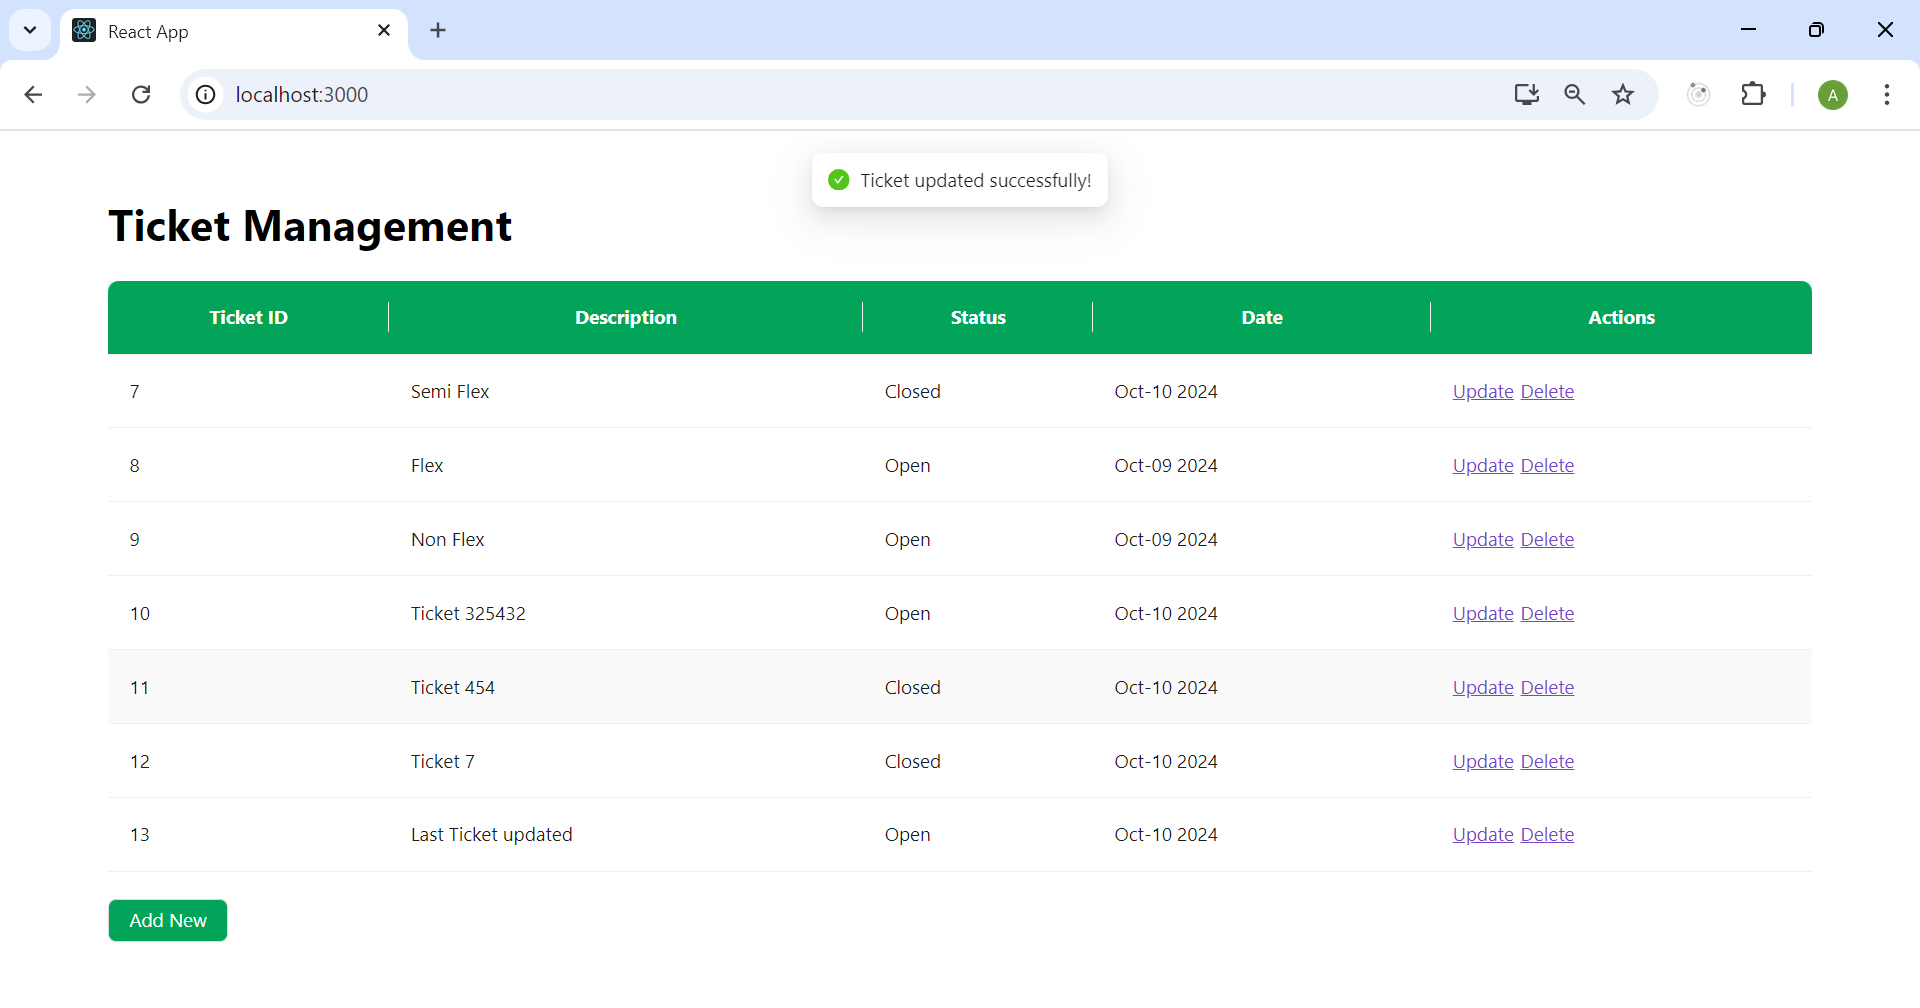 React App
localhost:3000
A
Ticket updated successfully!
Ticket Management
Ticket ID Description Status Date Actions
7 Semi Flex Closed Oct-10 2024 Update Delete
8 Flex Open Oct-09 2024 Update Delete
9 Non Flex Open Oct-09 2024 Update Delete
10 Ticket 325432 Open Oct-10 2024 Update Delete
11 Ticket 454 Closed Oct-10 2024 Update Delete
12 Ticket 7 Closed Oct-10 2024 Update Delete
13 Last Ticket updated Open Oct-10 2024 Update Delete
Add New